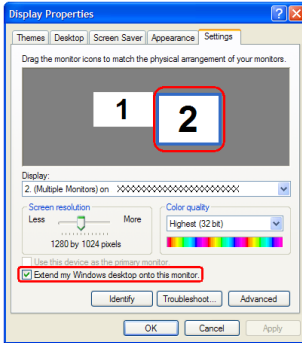 Display Properties
Themes Desktop Screen Saver Appearance Settings
Drag the monitor icons to match the physical arrangement of your monitors.
1 2
Display:
2. (Multiple Monitors) on XXXXXXXXXXXXXXXXXXXX
Screen resolution
Less More
1280 by 1024 pixels
Color quality
Highest (32 bit)
Use this device as the primary monitor.
Extend my Windows desktop onto this monitor.
Identify Troubleshoot... Advanced
OK Cancel Apply